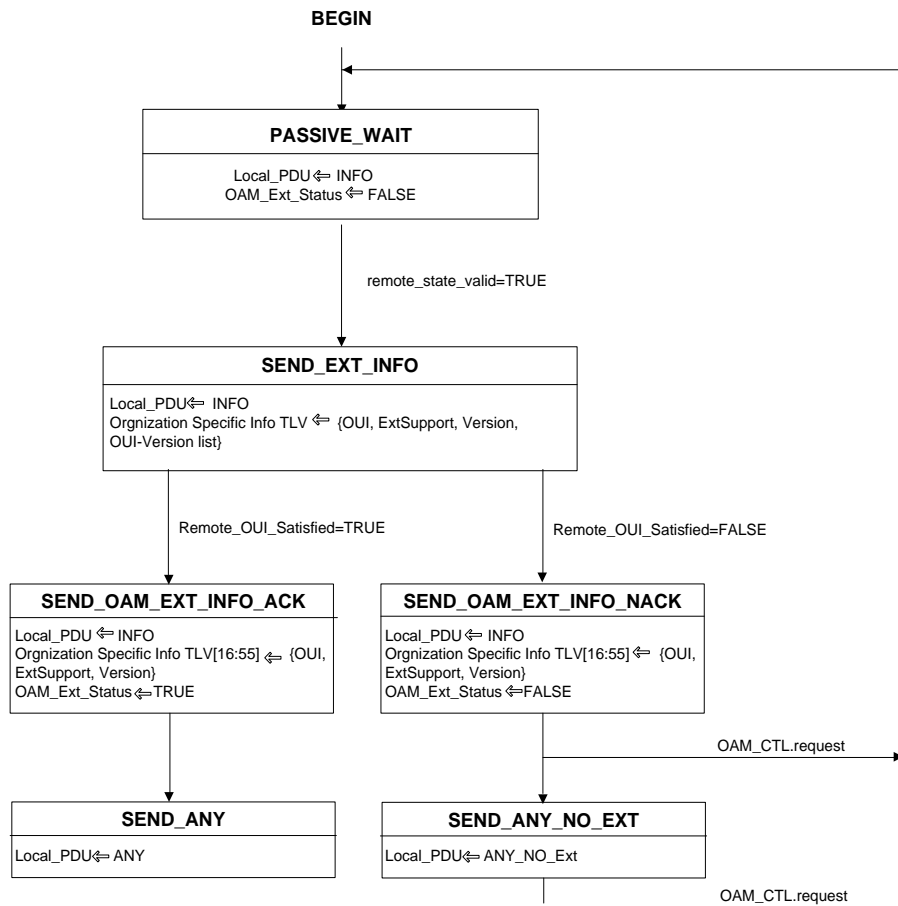 BEGIN
PASSIVE_WAIT
Local_PDU⇐ INFO
OAM_Ext_Status⇐ FALSE
remote_state_valid=TRUE
SEND_EXT_INFO
Local_PDU⇐ INFO
Orgnization Specific Info TLV ⇐ {OUI, ExtSupport, Version,
OUI-Version list}
Remote_OUI_Satisfied=TRUE
Remote_OUI_Satisfied=FALSE
SEND_OAM_EXT_INFO_ACK
Local_PDU ⇐ INFO
Orgnization Specific Info TLV[16:55] ⇐ {OUI,
ExtSupport, Version}
OAM_Ext_Status⇐TRUE
SEND_OAM_EXT_INFO_NACK
Local_PDU ⇐ INFO
Orgnization Specific Info TLV[16:55] ⇐ {OUI,
ExtSupport, Version}
OAM_Ext_Status ⇐FALSE
OAM_CTL.request
SEND_ANY
Local_PDU⇐ ANY
SEND_ANY_NO_EXT
Local_PDU⇐ ANY_NO_Ext
OAM_CTL.request